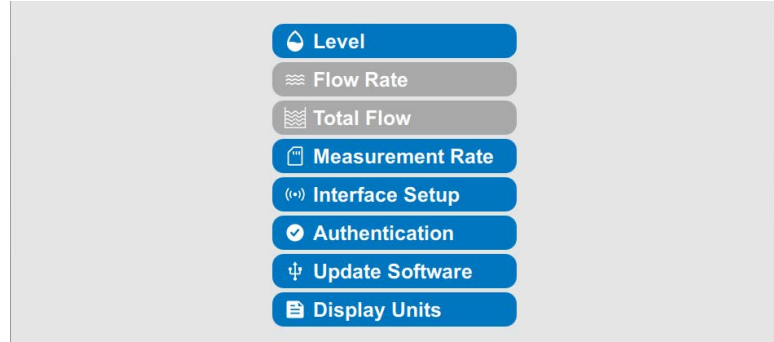 Level
Flow Rate
Total Flow
Measurement Rate
Interface Setup
Authentication
Update Software
Display Units